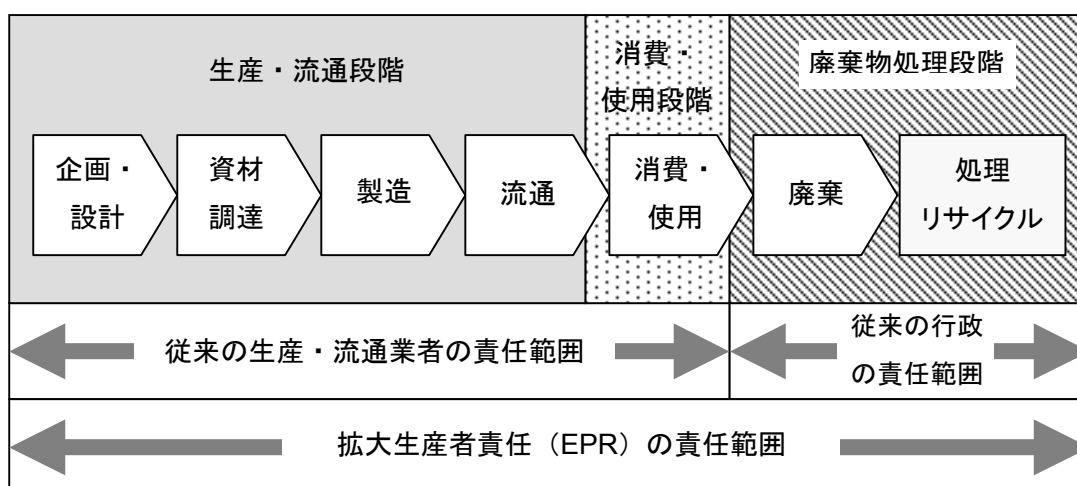 生産・流通段階
消費・
使用段階
廃棄物処理段階
企画・
設計
資材
調達
製造
流通
消費・
使用
廃棄
処理
リサイクル
従来の生産・流通業者の責任範囲
従来の行政
の責任範囲
拡大生産者責任（EPR）の責任範囲